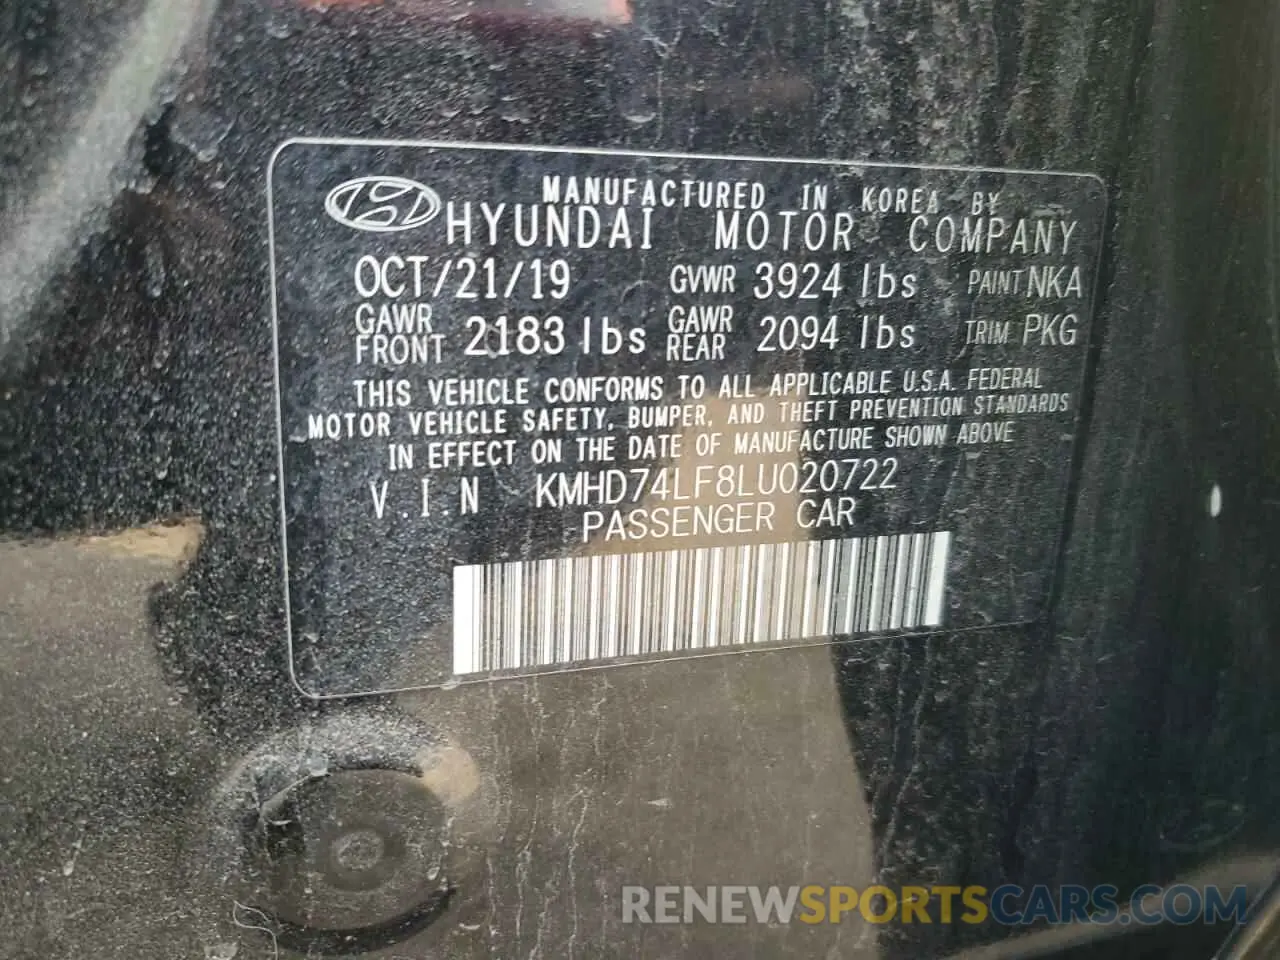 MANUFACTURED IN KOREA BY
HYUNDAI MOTOR COMPANY
OCT/21/19 GVWR 3924 lbs PAINT NKA
GAWR FRONT 2183 lbs GAWR REAR 2094 lbs TRIM PKG
THIS VEHICLE CONFORMS TO ALL APPLICABLE U.S.A. FEDERAL
MOTOR VEHICLE SAFETY, BUMPER, AND THEFT PREVENTION STANDARDS
IN EFFECT ON THE DATE OF MANUFACTURE SHOWN ABOVE
V.I.N KMHD74LF8LU020722
PASSENGER CAR
RENEWSPORTSCARS.COM